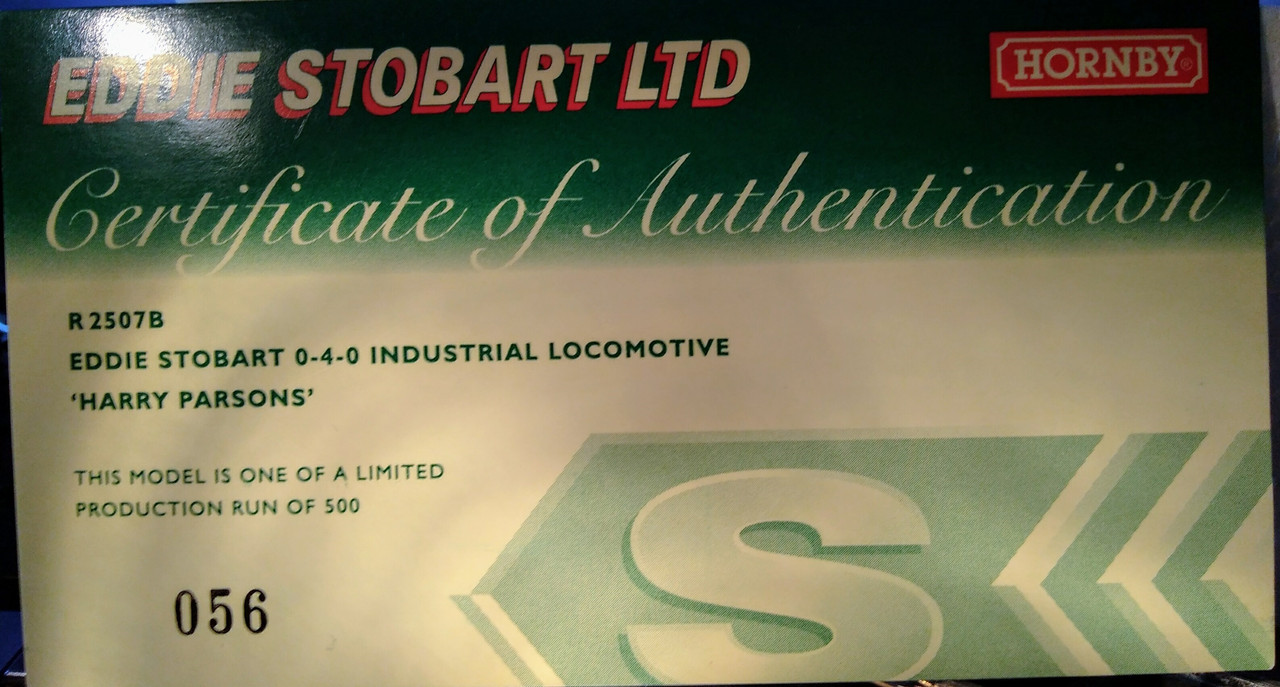 EDDIE STOBART LTD
HORNBY®
Certificate of Authentication
R2507B
EDDIE STOBART 0-4-0 INDUSTRIAL LOCOMOTIVE
‘HARRY PARSONS’
THIS MODEL IS ONE OF A LIMITED
PRODUCTION RUN OF 500
056
S